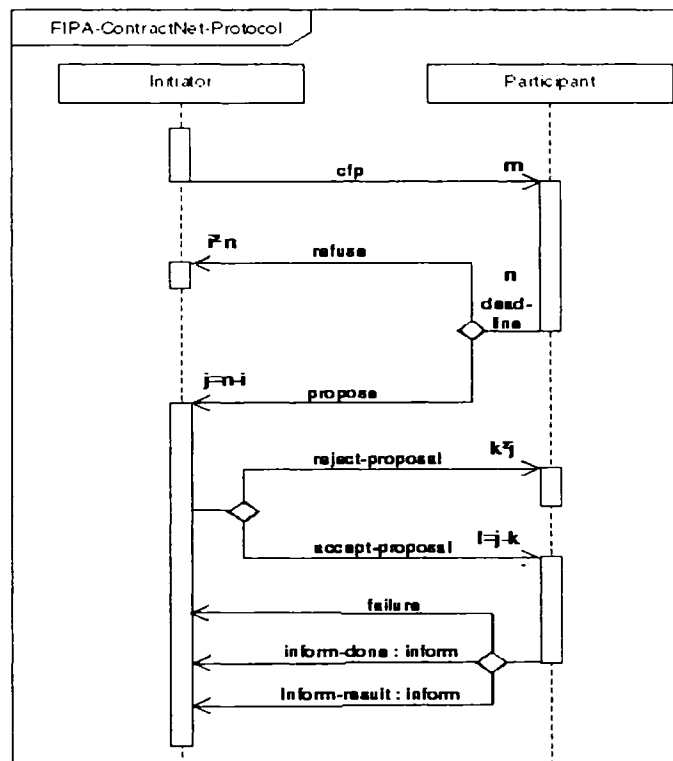 FIPA-ContractNet-Protocol
Initiator
Participant
cfp
m
refuse
n
dead-
line
j=n-i
propose
reject-proposal
accept-proposal
l=j-k
failure
inform-done : inform
Inform-result : inform